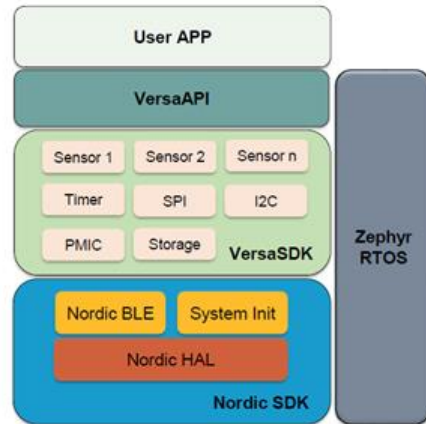 User APP
VersaAPI
Sensor 1 Sensor 2 Sensor n
Timer SPI I2C
PMIC Storage
VersaSDK
Nordic BLE System Init
Nordic HAL
Nordic SDK
Zephyr
RTOS